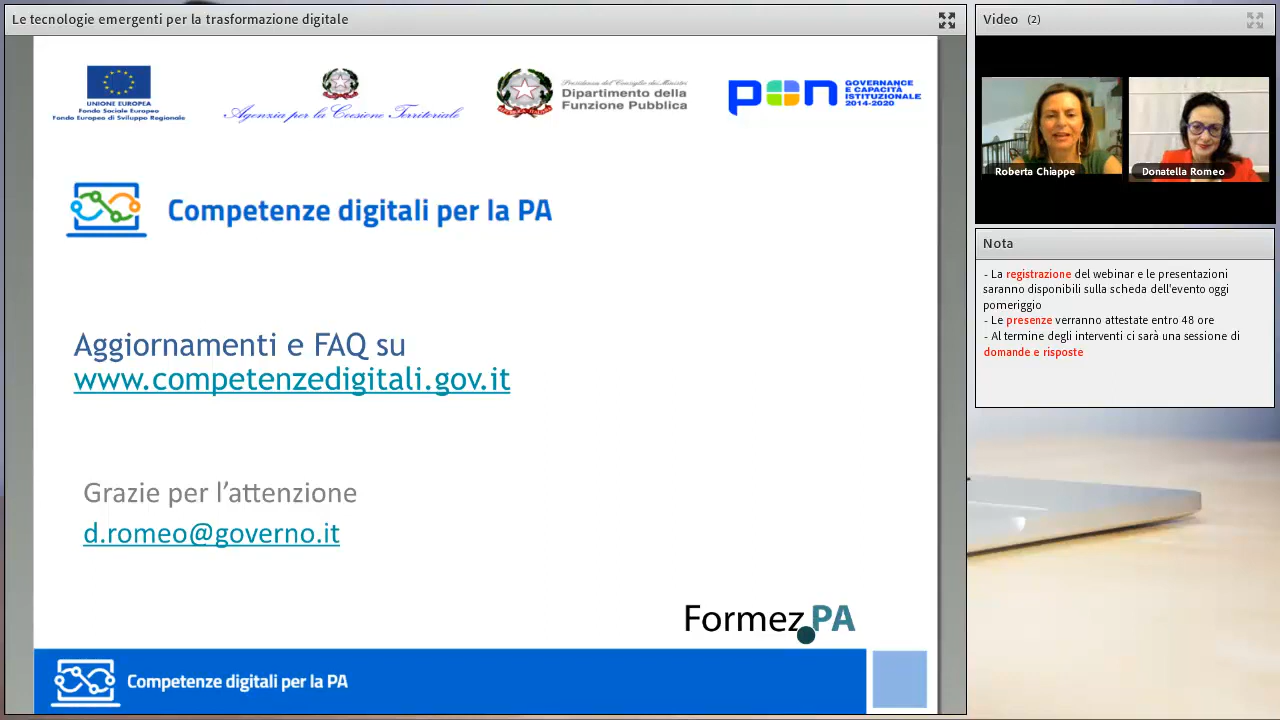 Le tecnologie emergenti per la trasformazione digitale
UNIONE EUROPEA
Fondo Sociale Europeo
Fondo Europeo di Sviluppo Regionale
Agenzia per la Coesione Territoriale
Presidenza del Consiglio dei Ministri
Dipartimento della
Funzione Pubblica
pon
GOVERNANCE
E CAPACITÀ
ISTITUZIONALE
2014-2020
Competenze digitali per la PA
Aggiornamenti e FAQ su
www.competenzedigitali.gov.it
Grazie per l'attenzione
d.romeo@governo.it
Formez PA
Competenze digitali per la PA
Video (2)
Roberta Chiappe
Donatella Romeo
Nota
- La registrazione del webinar e le presentazioni
saranno disponibili sulla scheda dell'evento oggi
pomeriggio
- Le presenze verranno attestate entro 48 ore
- Al termine degli interventi ci sarà una sessione di
domande e risposte